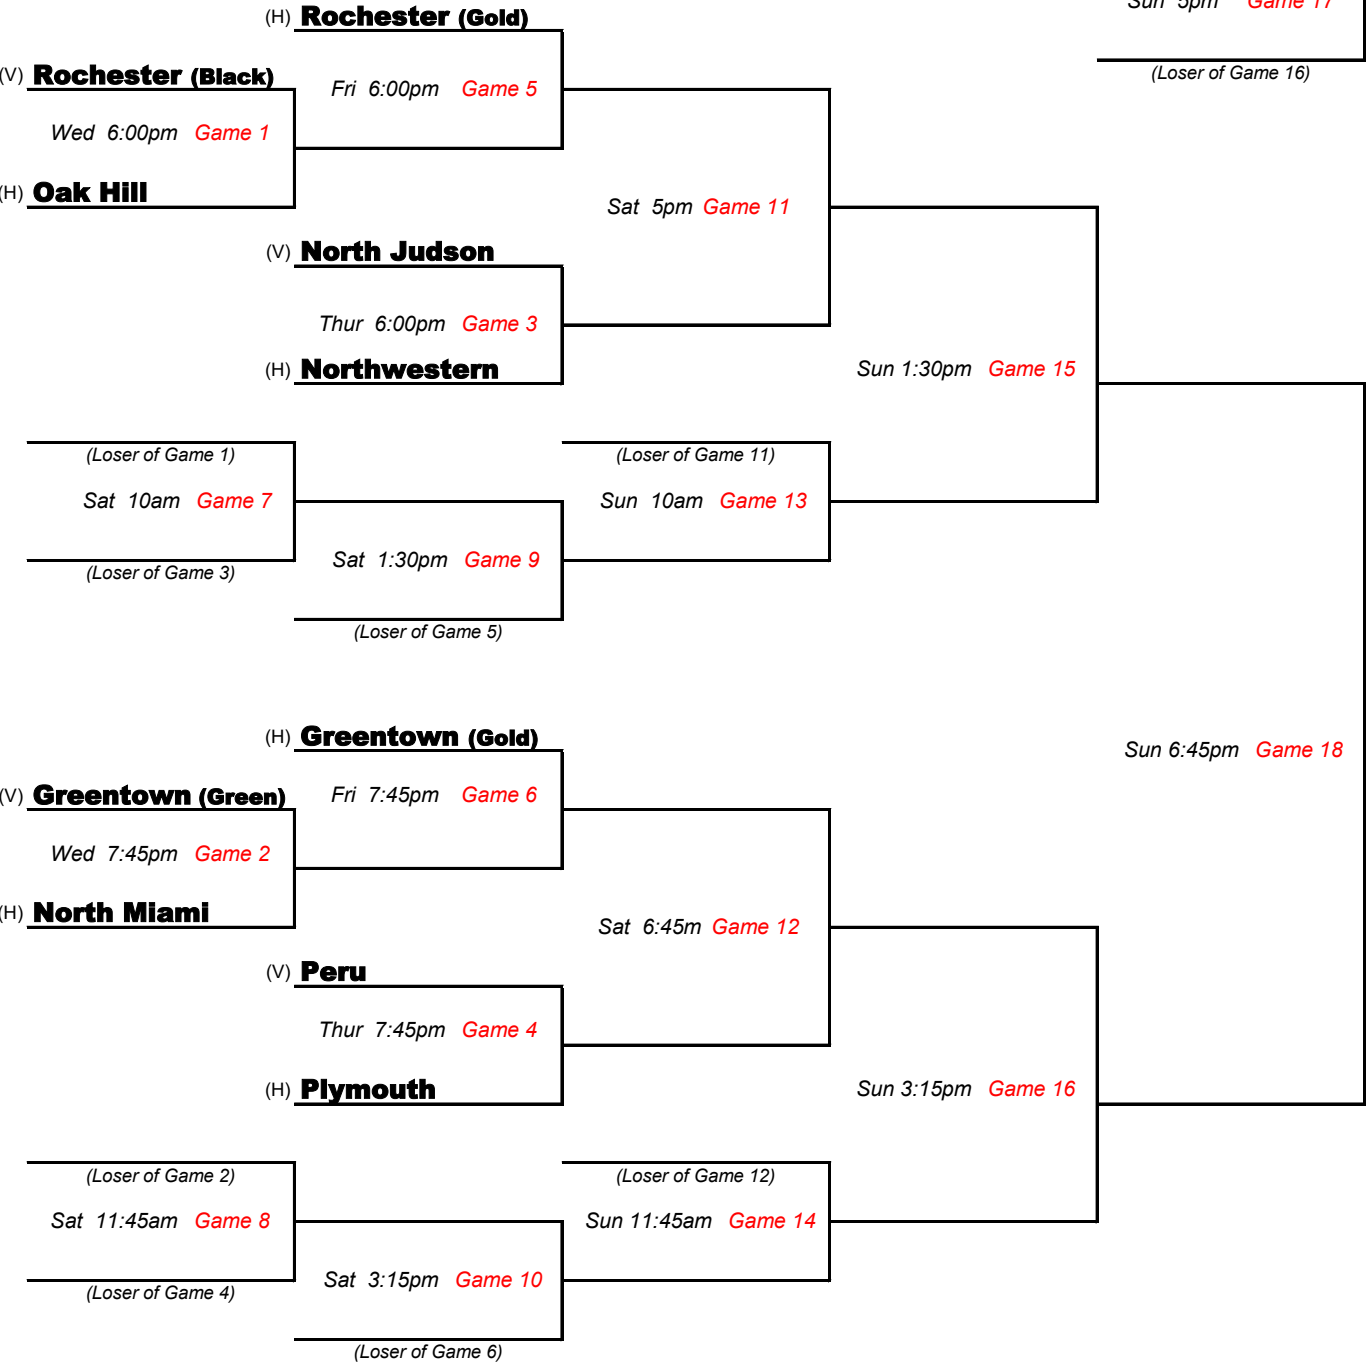 Sun 5pm Game 17
(H) Rochester (Gold)
(Loser of Game 16)
(V) Rochester (Black)
Fri 6:00pm Game 5
Wed 6:00pm Game 1
(H) Oak Hill
Sat 5pm Game 11
(V) North Judson
Thur 6:00pm Game 3
(H) Northwestern
Sun 1:30pm Game 15
(Loser of Game 1)
(Loser of Game 11)
Sat 10am Game 7
Sun 10am Game 13
Sat 1:30pm Game 9
(Loser of Game 3)
(Loser of Game 5)
(H) Greentown (Gold)
Sun 6:45pm Game 18
(V) Greentown (Green)
Fri 7:45pm Game 6
Wed 7:45pm Game 2
(H) North Miami
Sat 6:45m Game 12
(V) Peru
Thur 7:45pm Game 4
(H) Plymouth
Sun 3:15pm Game 16
(Loser of Game 2)
(Loser of Game 12)
Sat 11:45am Game 8
Sun 11:45am Game 14
Sat 3:15pm Game 10
(Loser of Game 4)
(Loser of Game 6)